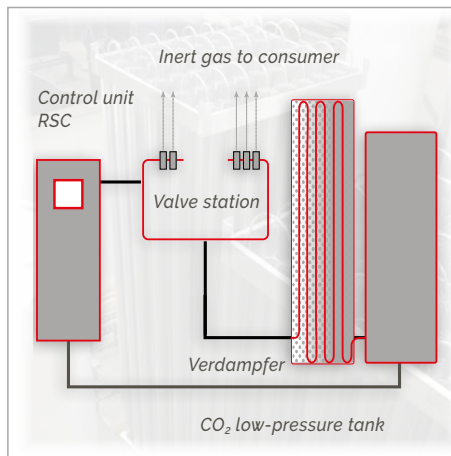 Inert gas to consumer
Control unit
RSC
Valve station
Verdampfer
CO₂ low-pressure tank